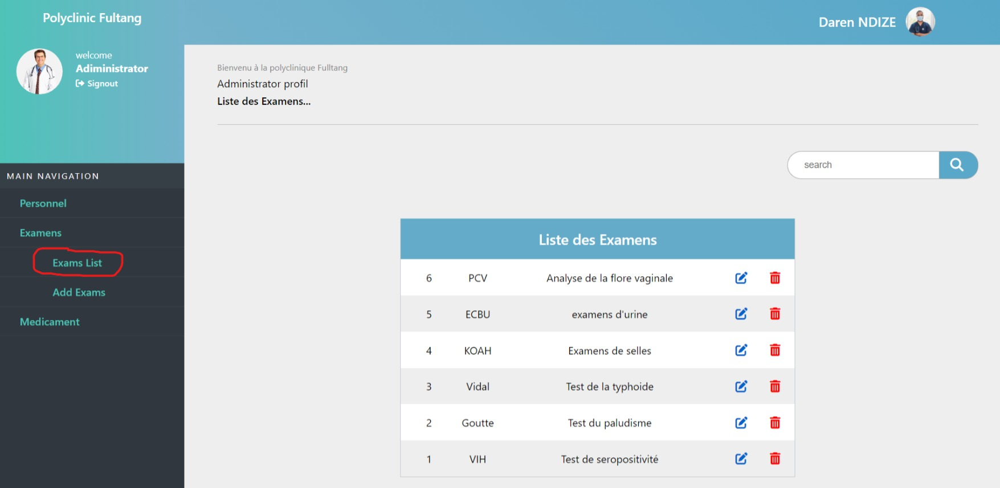 Polyclinic Fultang
Daren NDIZE
welcome
Adiministrator
Signout
Bienvenu à la polyclinique Fulltang
Administrator profil
Liste des Examens...
search
MAIN NAVIGATION
Personnel
Examens
Exams List
Add Exams
Medicament
Liste des Examens
6 PCV Analyse de la flore vaginale
5 ECBU examens d'urine
4 KOAH Examens de selles
3 Vidal Test de la typhoide
2 Goutte Test du paludisme
1 VIH Test de seropositivité